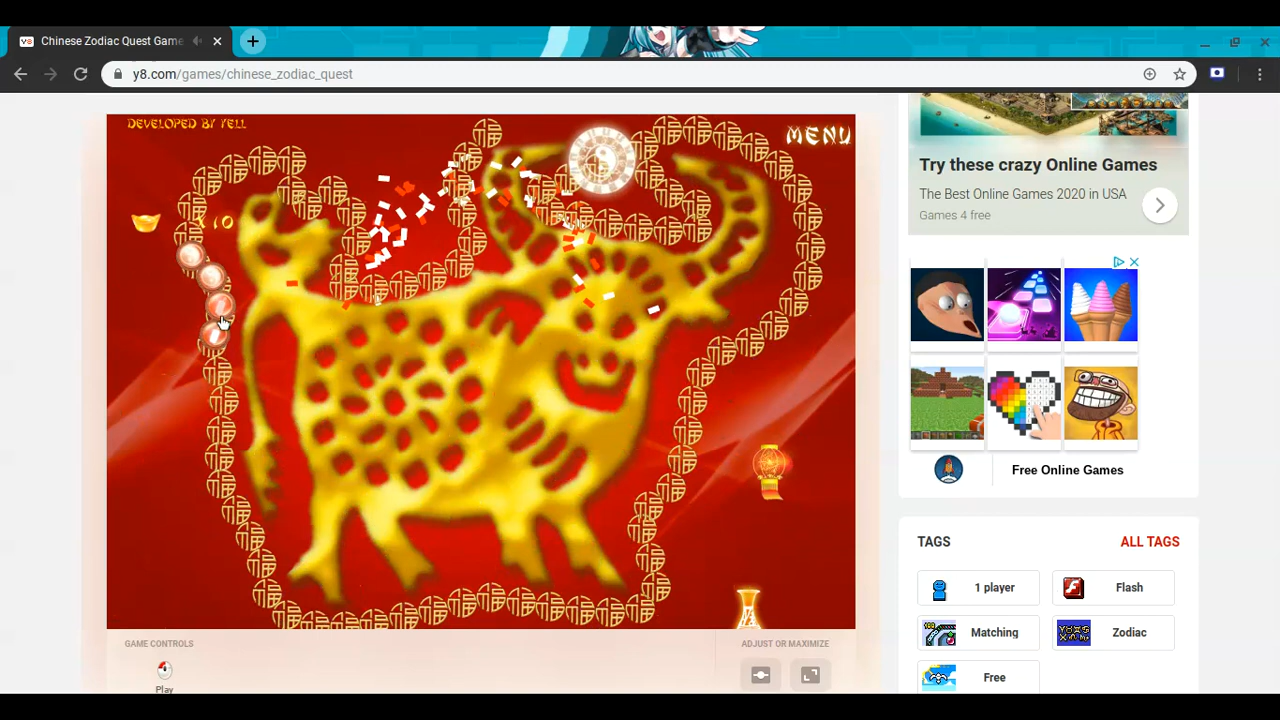 Chinese Zodiac Quest Game
y8.com/games/chinese_zodiac_quest
DEVELOPED BY YELL
MENU
X 10
GAME CONTROLS
Play
ADJUST OR MAXIMIZE
Try these crazy Online Games
The Best Online Games 2020 in USA
Games 4 free
Free Online Games
TAGS
ALL TAGS
1 player
Flash
Matching
Zodiac
Free